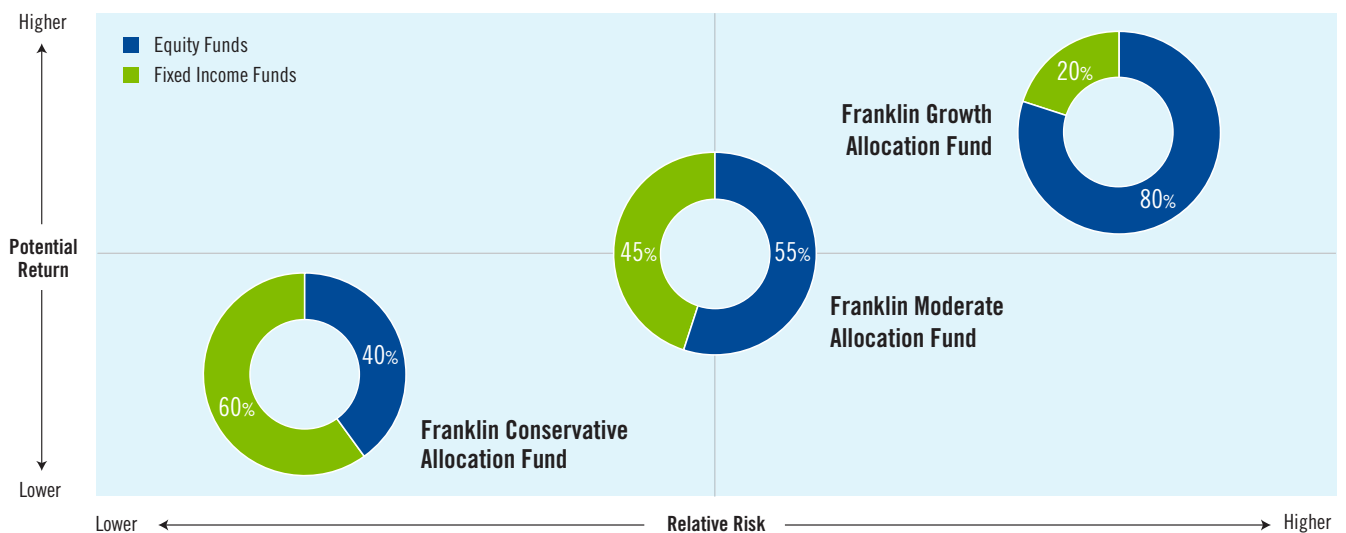 Higher
Equity Funds
Fixed Income Funds
20%
Franklin Growth
Allocation Fund
80%
45%
55%
Potential
Return
Franklin Moderate
Allocation Fund
40%
60%
Franklin Conservative
Allocation Fund
Lower
Lower
Relative Risk
Higher